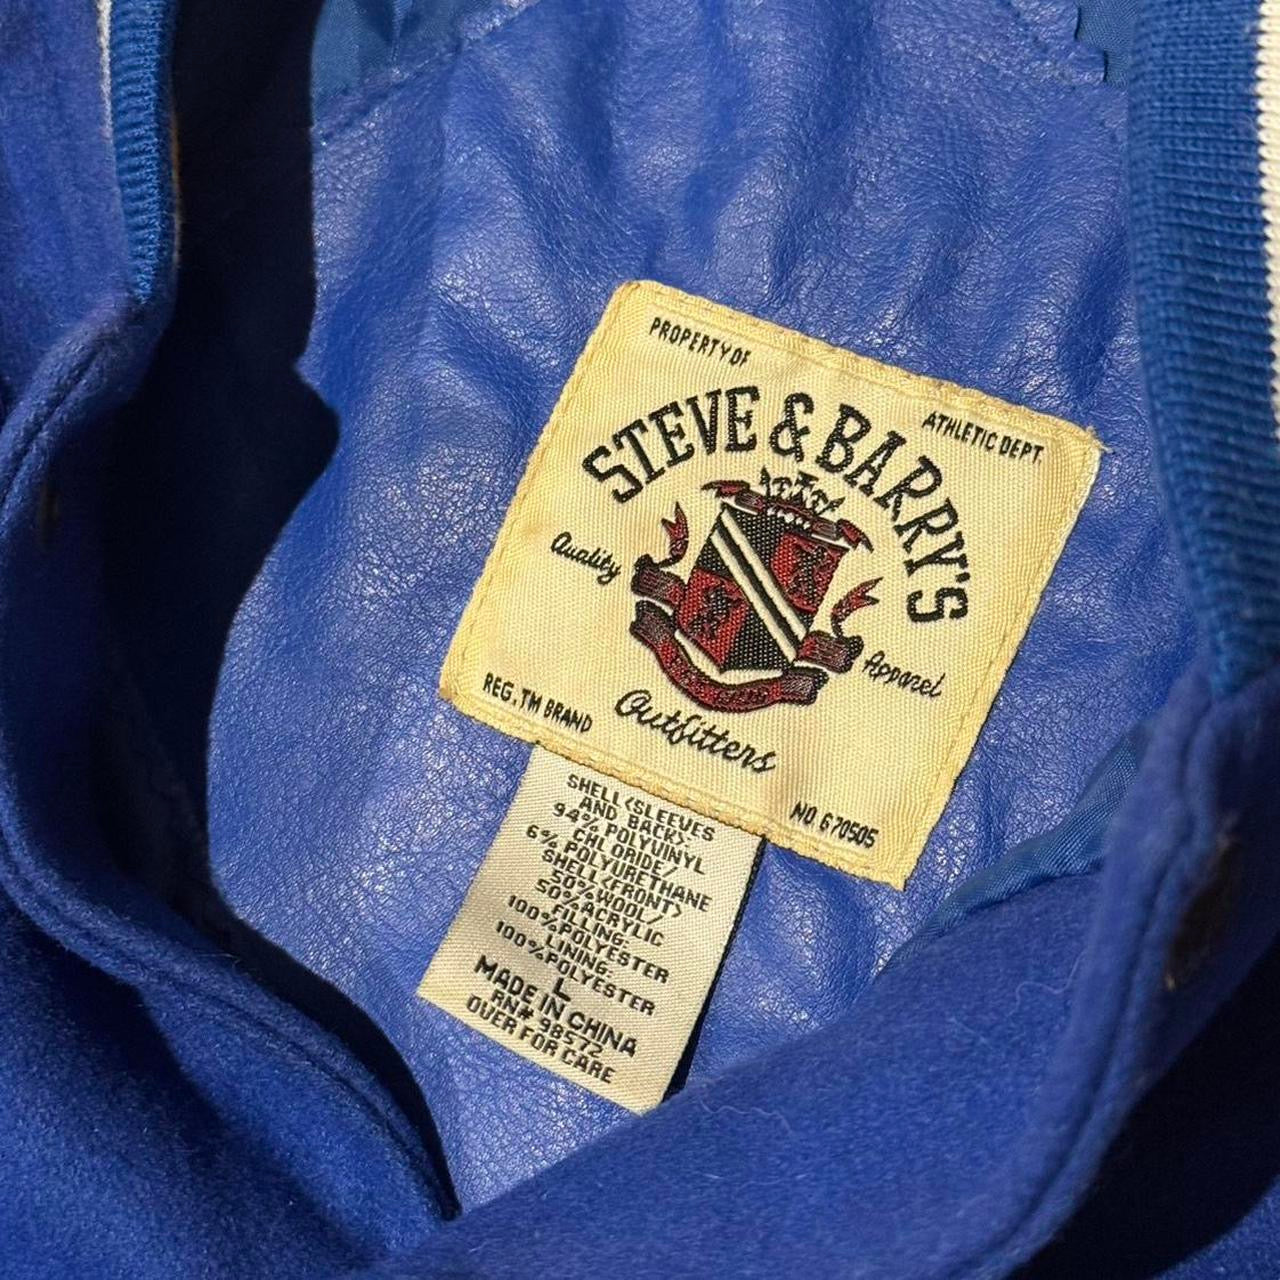 PROPERTY OF
ATHLETIC DEPT.
STEVE & BARRY'S
Quality
Apparel
Outfitters
REG. TM BRAND
NO 670505
SHELL(SLEEVES
AND BACK):
94% POLYVINYL
CHLORIDE/
6% POLYURETHANE
SHELL(FRONT)
50%WOOL/
50%ACRYLIC
FILLING:
100%POLYESTER
LINING:
100%POLYESTER
L
MADE IN CHINA
RN# 98572
OVER FOR CARE